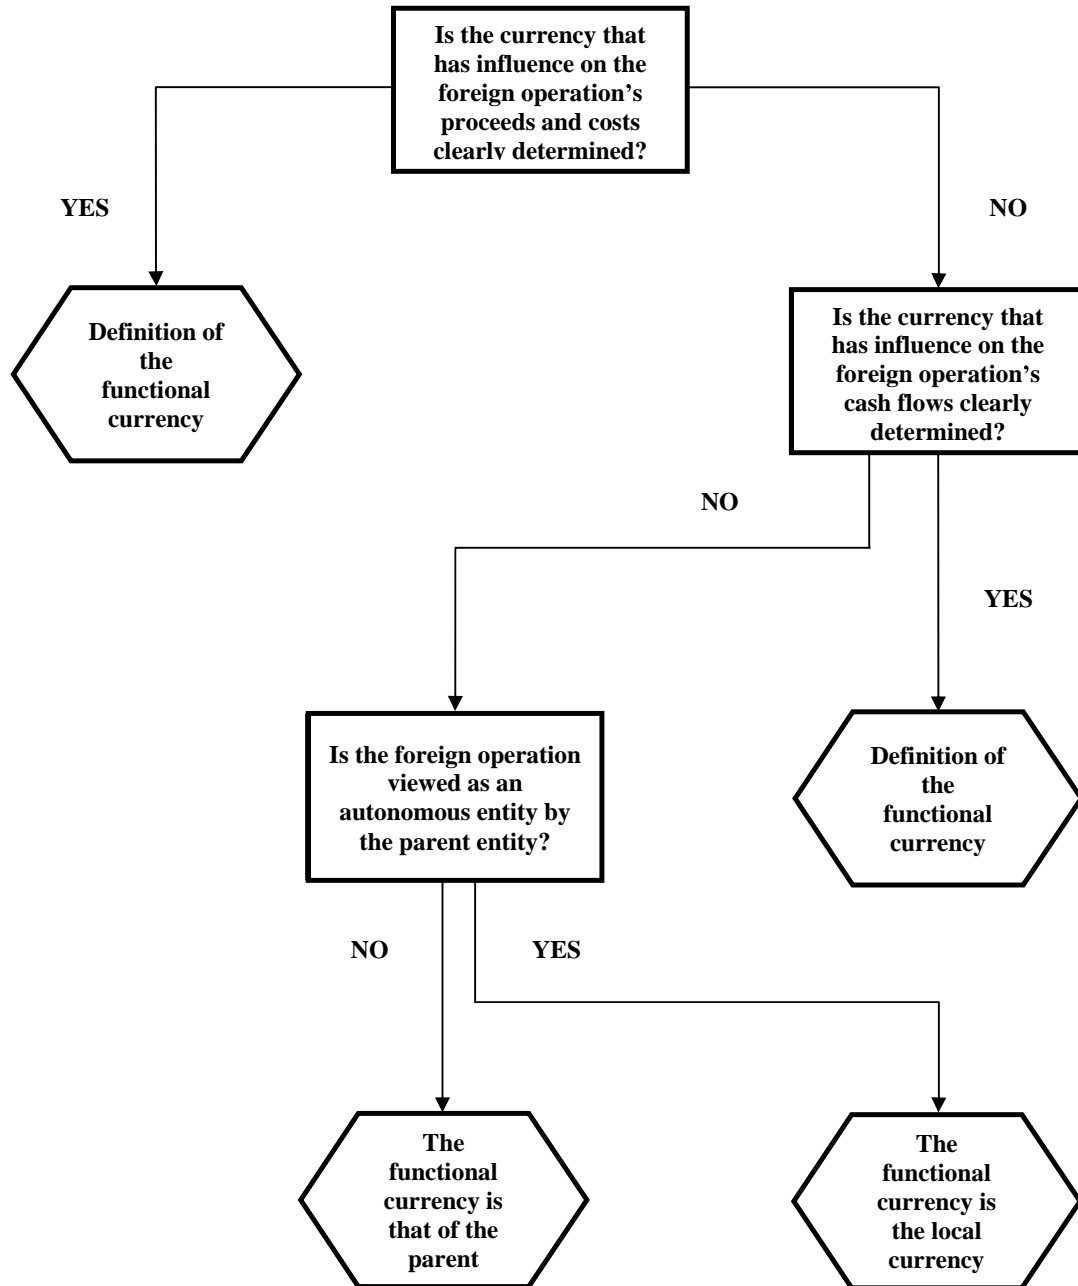 Is the currency that
has influence on the
foreign operation’s
proceeds and costs
clearly determined?
YES
NO
Definition of
the
functional
currency
Is the currency that
has influence on the
foreign operation’s
cash flows clearly
determined?
NO
YES
Is the foreign operation
viewed as an
autonomous entity by
the parent entity?
Definition of
the
functional
currency
NO
YES
The
functional
currency is
that of the
parent
The
functional
currency is
the local
currency